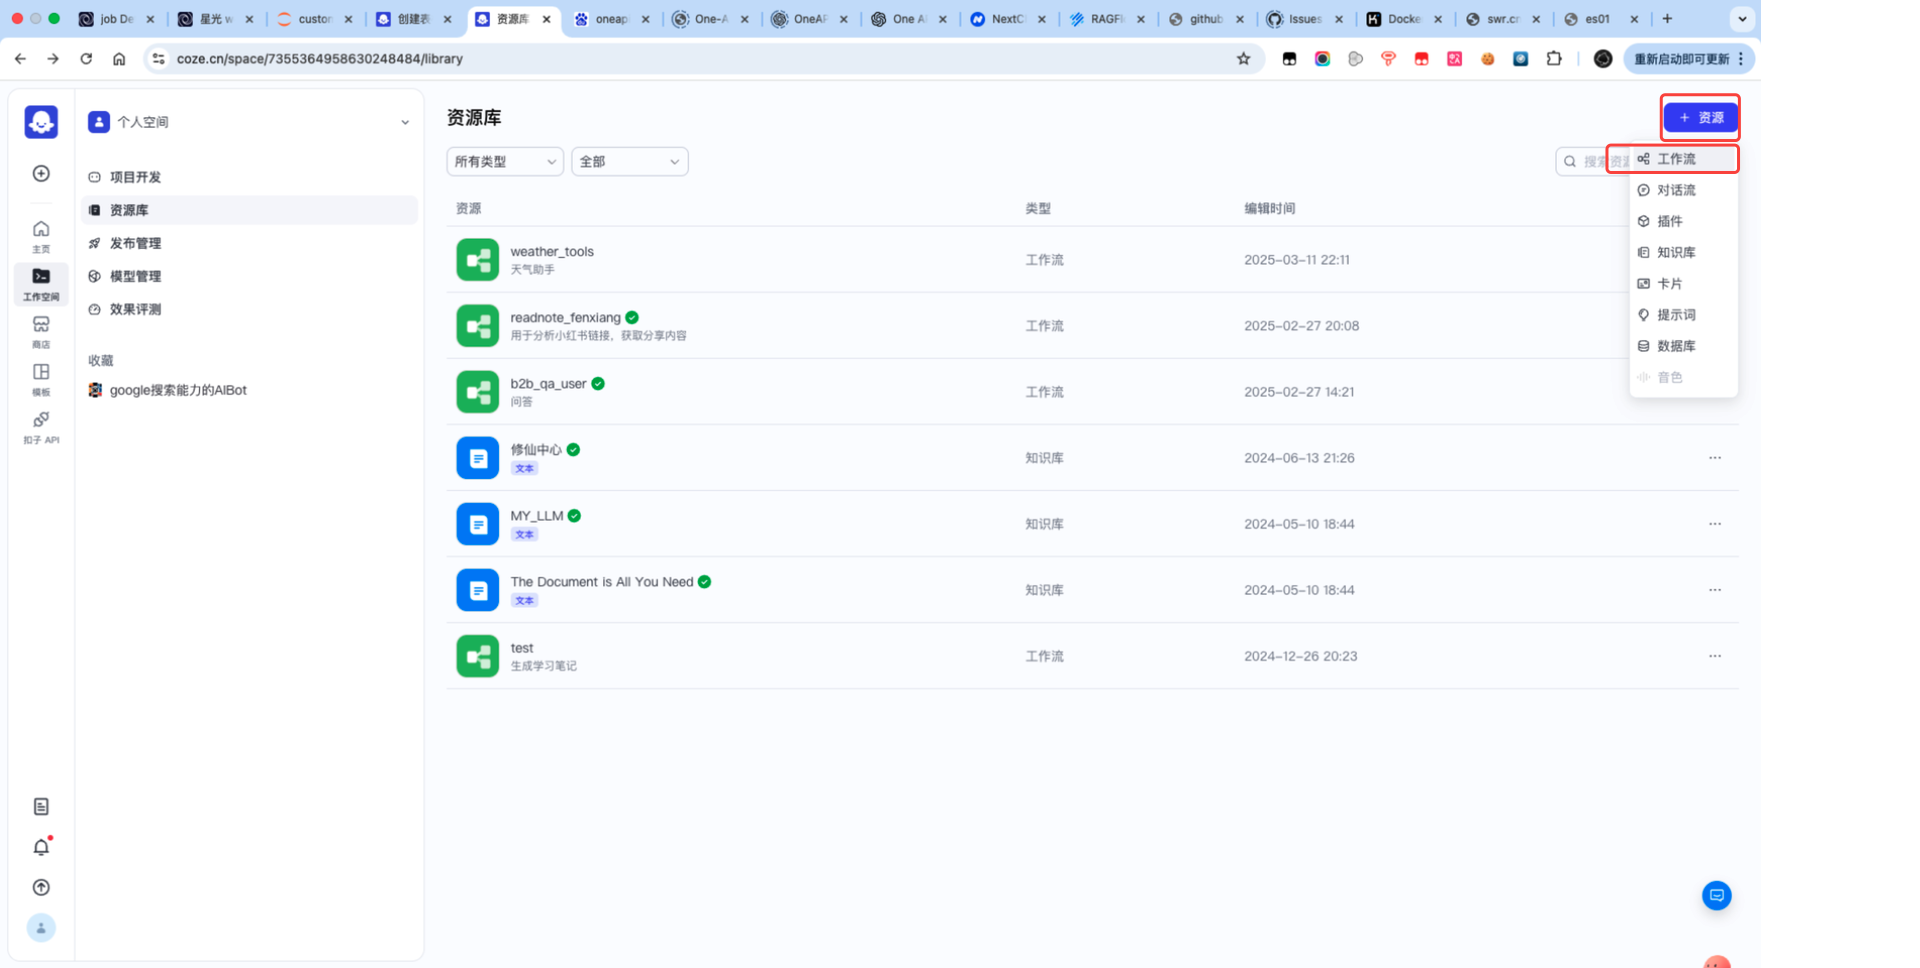 job De
星光 w
custon
创建表
资源库
oneap
One-A
OneAP
One A
NextC
RAGFl
github
Issues
Docke
swr.cn
es01
coze.cn/space/7355364958630248484/library
重新启动即可更新
个人空间
项目开发
资源库
发布管理
模型管理
效果评测
收藏
google搜索能力的AIBot
主页
工作空间
商店
模板
扣子 API
资源库
+ 资源
所有类型
全部
搜索资源
工作流
对话流
插件
知识库
卡片
提示词
数据库
音色
资源 类型 编辑时间
weather_tools
天气助手
工作流 2025-03-11 22:11
readnote_fenxiang
用于分析小红书链接，获取分享内容
工作流 2025-02-27 20:08
b2b_qa_user
问答
工作流 2025-02-27 14:21
修仙中心
文本
知识库 2024-06-13 21:26
MY_LLM
文本
知识库 2024-05-10 18:44
The Document is All You Need
文本
知识库 2024-05-10 18:44
test
生成学习笔记
工作流 2024-12-26 20:23